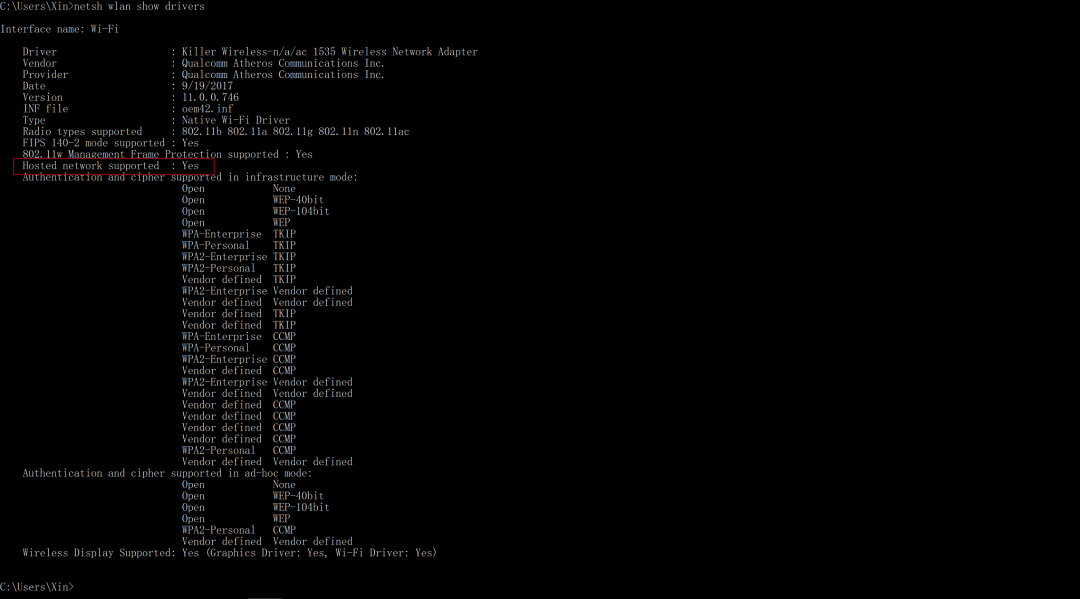 C:\Users\Xin>netsh wlan show drivers
Interface name: Wi-Fi
Driver : Killer Wireless-n/a/ac 1535 Wireless Network Adapter
Vendor : Qualcomm Atheros Communications Inc.
Provider : Qualcomm Atheros Communications Inc.
Date : 9/19/2017
Version : 11.0.0.746
INF file : oem42.inf
Type : Native Wi-Fi Driver
Radio types supported : 802.11b 802.11a 802.11g 802.11n 802.11ac
FIPS 140-2 mode supported : Yes
802.11w Management Frame Protection supported : Yes
Hosted network supported : Yes
Authentication and cipher supported in infrastructure mode:
Open None
Open WEP-40bit
Open WEP-104bit
Open WEP
WPA-Enterprise TKIP
WPA-Personal TKIP
WPA2-Enterprise TKIP
WPA2-Personal TKIP
Vendor defined TKIP
WPA2-Enterprise Vendor defined
Vendor defined Vendor defined
Vendor defined TKIP
Vendor defined TKIP
WPA-Enterprise CCMP
WPA-Personal CCMP
WPA2-Enterprise CCMP
Vendor defined CCMP
WPA2-Enterprise Vendor defined
Vendor defined Vendor defined
Vendor defined CCMP
Vendor defined CCMP
Vendor defined CCMP
Vendor defined CCMP
WPA2-Personal CCMP
Vendor defined Vendor defined
Authentication and cipher supported in ad-hoc mode:
Open None
Open WEP-40bit
Open WEP-104bit
Open WEP
WPA2-Personal CCMP
Vendor defined Vendor defined
Wireless Display Supported: Yes (Graphics Driver: Yes, Wi-Fi Driver: Yes)
C:\Users\Xin>